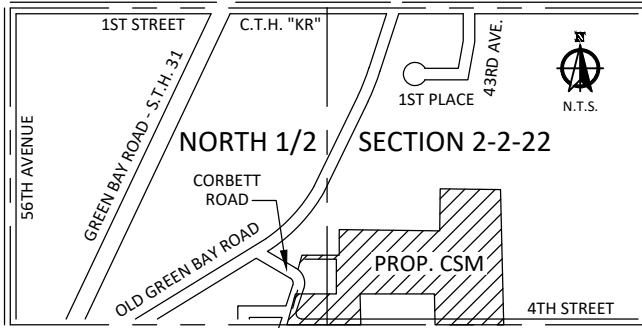 1ST STREET
C.T.H. "KR"
56TH AVENUE
GREEN BAY ROAD - S.T.H. 31
43RD AVE.
1ST PLACE
N
N.T.S.
NORTH 1/2
SECTION 2-2-22
CORBETT
ROAD
OLD GREEN BAY ROAD
PROP. CSM
4TH STREET